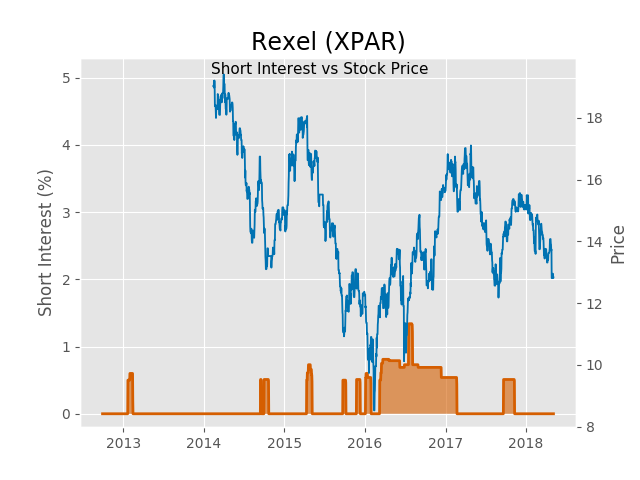 Rexel (XPAR)
Short Interest vs Stock Price
Short Interest (%)
5
4
3
2
1
0
18
16
14
12
10
8
Price
2013 2014 2015 2016 2017 2018